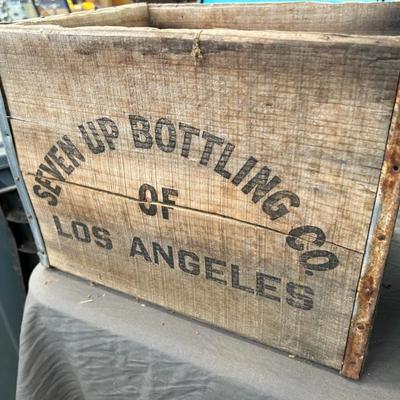 SEVEN UP BOTTLING CO.
OF
LOS ANGELES